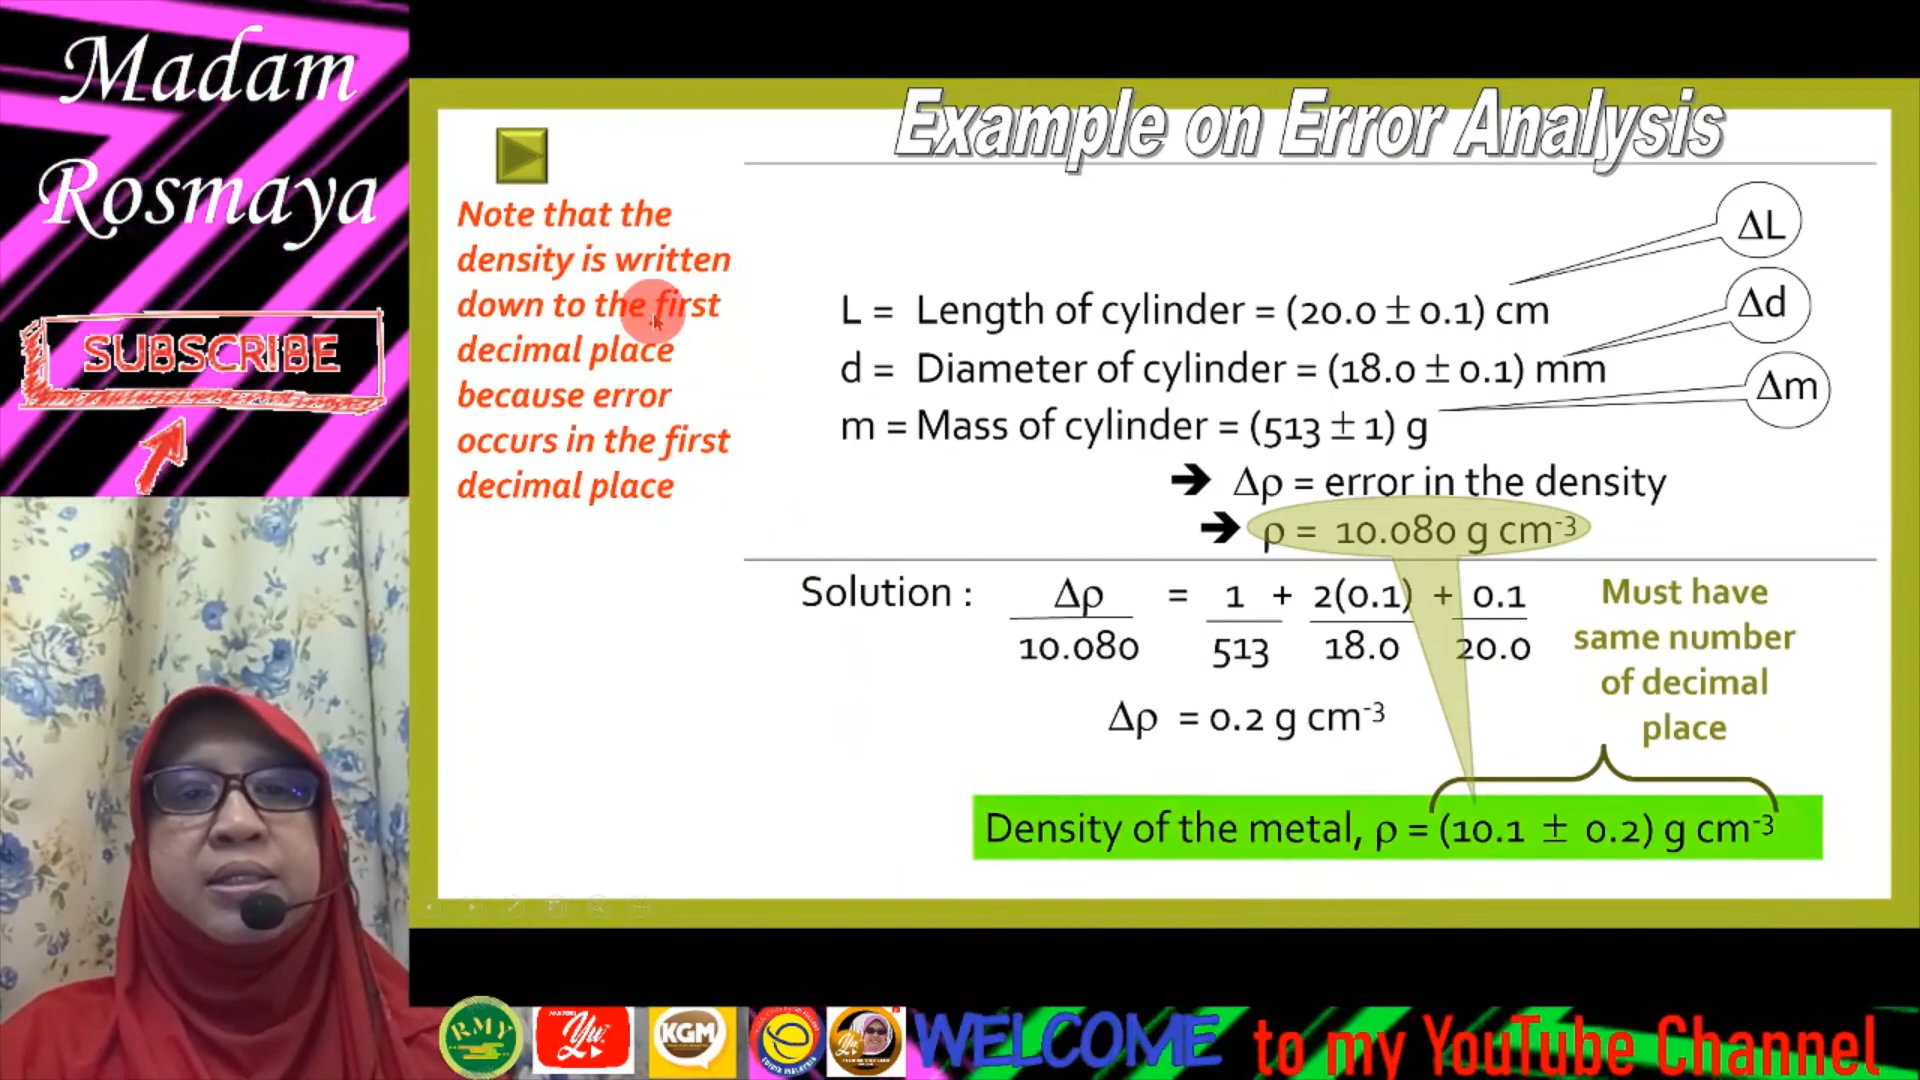 Madam
Rosmaya
SUBSCRIBE
Example on Error Analysis
Note that the
density is written
down to the first
decimal place
because error
occurs in the first
decimal place
ΔL
L = Length of cylinder = (20.0 ± 0.1) cm
Δd
d = Diameter of cylinder = (18.0 ± 0.1) mm
Δm
m = Mass of cylinder = (513 ± 1) g
➔ Δρ = error in the density
➔ ρ = 10.080 g cm⁻³
Solution : Δρ = 1 + 2(0.1) + 0.1
10.080 513 18.0 20.0
Must have
same number
of decimal
place
Δρ = 0.2 g cm⁻³
Density of the metal, ρ = (10.1 ± 0.2) g cm⁻³
RMY
Yu
KGM
WELCOME to my YouTube Channel